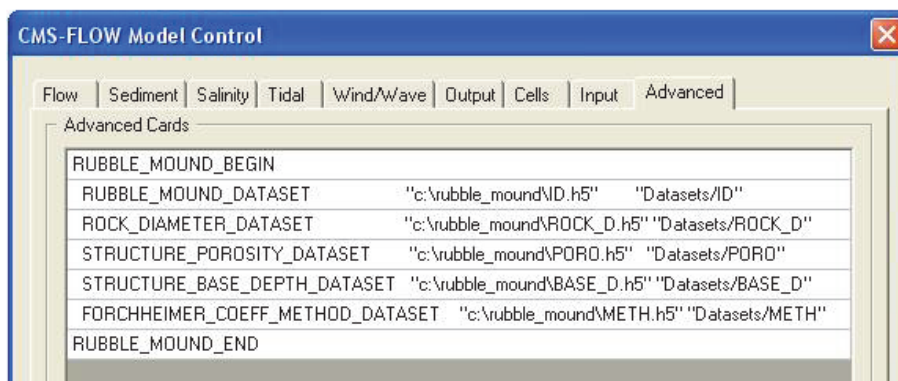 CMS-FLOW Model Control
Flow Sediment Salinity Tidal Wind/Wave Output Cells Input Advanced
Advanced Cards
RUBBLE_MOUND_BEGIN
RUBBLE_MOUND_DATASET "c:\rubble_mound\ID.h5" "Datasets/ID"
ROCK_DIAMETER_DATASET "c:\rubble_mound\ROCK_D.h5" "Datasets/ROCK_D"
STRUCTURE_POROSITY_DATASET "c:\rubble_mound\PORO.h5" "Datasets/PORO"
STRUCTURE_BASE_DEPTH_DATASET "c:\rubble_mound\BASE_D.h5" "Datasets/BASE_D"
FORCHHEIMER_COEFF_METHOD_DATASET "c:\rubble_mound\METH.h5" "Datasets/METH"
RUBBLE_MOUND_END